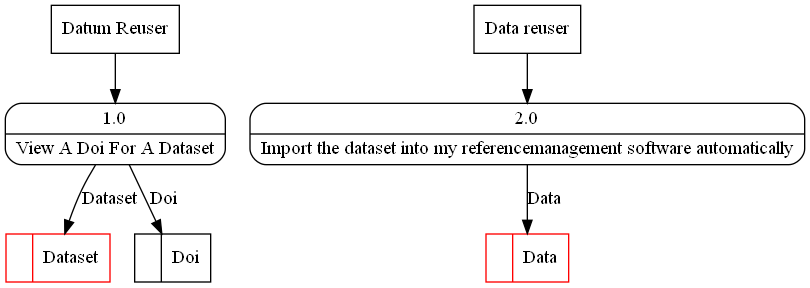 Datum Reuser
Data reuser
1.0
View A Doi For A Dataset
2.0
Import the dataset into my referencemanagement software automatically
Dataset
Doi
Data
Dataset
Doi
Data